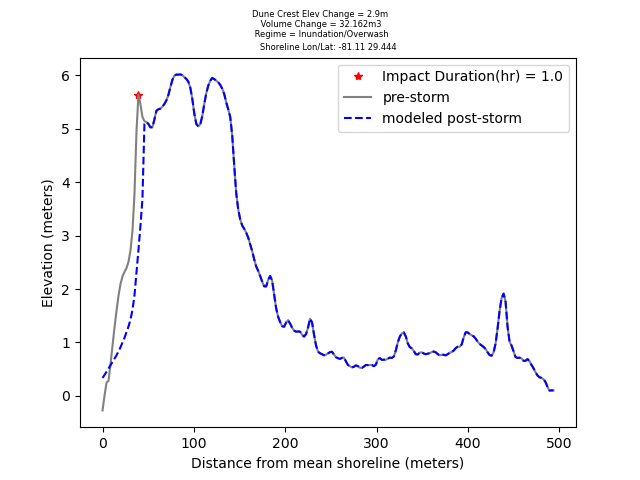 Dune Crest Elev Change = 2.9m
Volume Change = 32.162m3
Regime = Inundation/Overwash
Shoreline Lon/Lat: -81.11 29.444
Impact Duration(hr) = 1.0
pre-storm
modeled post-storm
Elevation (meters)
6
5
4
3
2
1
0
0 100 200 300 400 500
Distance from mean shoreline (meters)